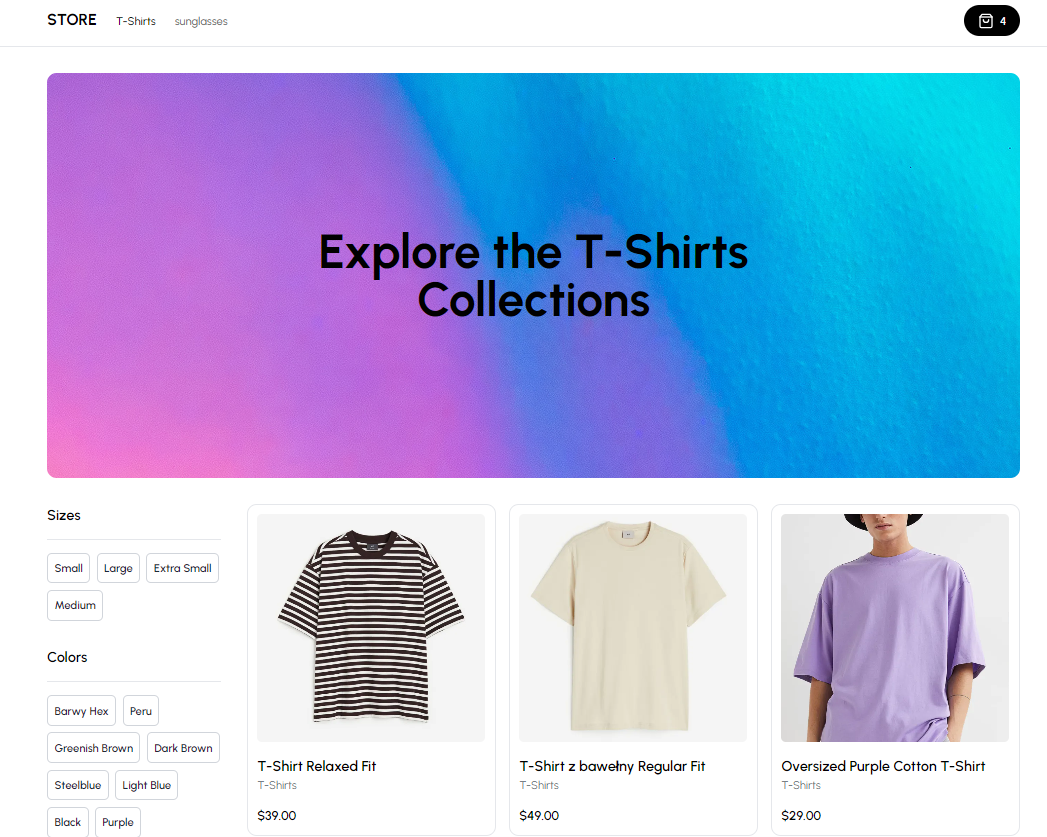 STORE T-Shirts sunglasses 4
Explore the T-Shirts
Collections
Sizes
Small Large Extra Small
Medium
Colors
Barwy Hex Peru
Greenish Brown Dark Brown
Steelblue Light Blue
Black Purple
T-Shirt Relaxed Fit
T-Shirts
$39.00
T-Shirt z bawełny Regular Fit
T-Shirts
$49.00
Oversized Purple Cotton T-Shirt
T-Shirts
$29.00